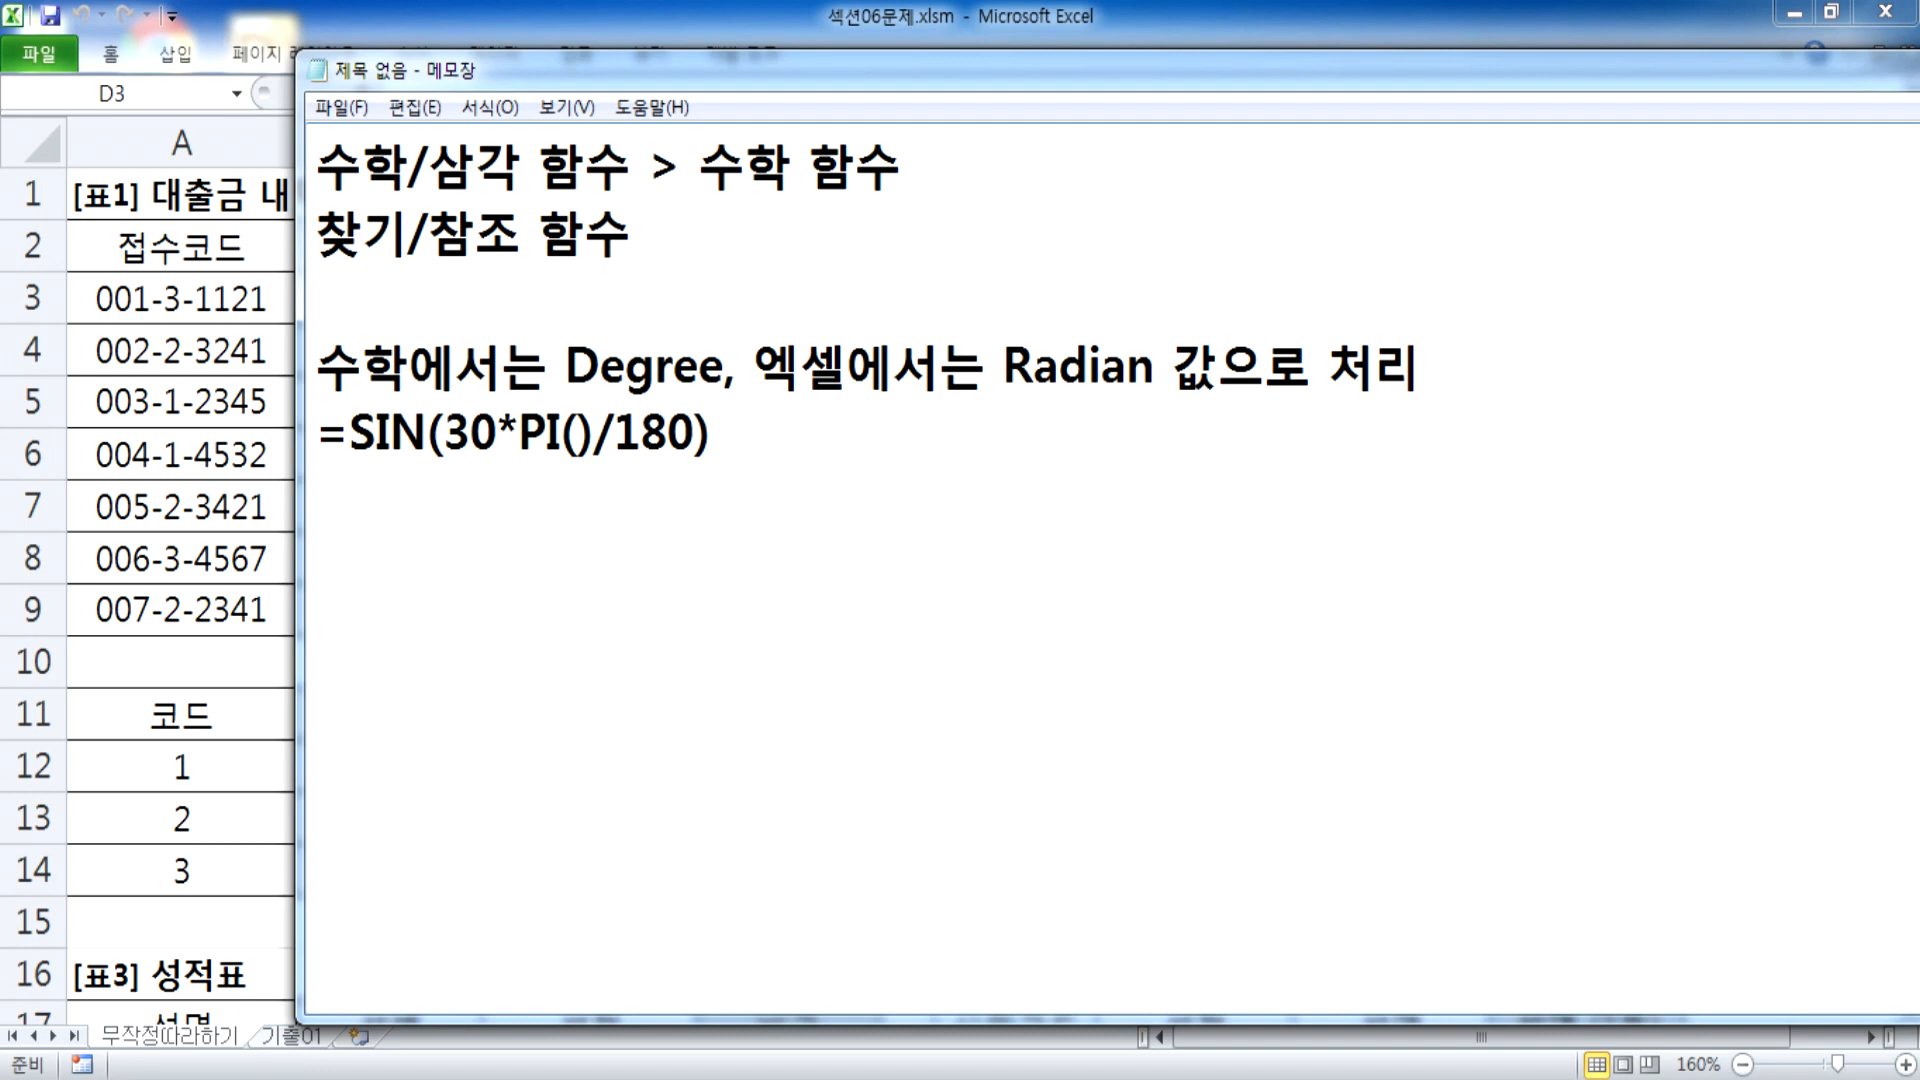 섹션06문제.xlsm - Microsoft Excel
파일 홈 삽입 페이지
D3
제목 없음 - 메모장
파일(F) 편집(E) 서식(O) 보기(V) 도움말(H)
수학/삼각 함수 > 수학 함수
찾기/참조 함수
수학에서는 Degree, 엑셀에서는 Radian 값으로 처리
=SIN(30*PI()/180)
A
1 [표1] 대출금 내
2 접수코드
3 001-3-1121
4 002-2-3241
5 003-1-2345
6 004-1-4532
7 005-2-3421
8 006-3-4567
9 007-2-2341
10
11 코드
12 1
13 2
14 3
15
16 [표3] 성적표
17 성명
무작정따라하기 기출01
준비 160%